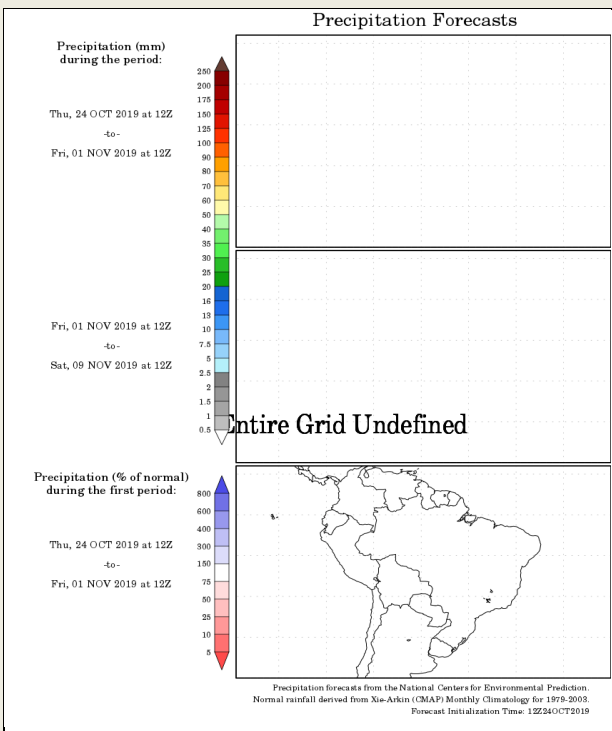 Precipitation Forecasts
Precipitation (mm)
during the period:
Thu, 24 OCT 2019 at 12Z
-to-
Fri, 01 NOV 2019 at 12Z
250
200
175
150
125
100
90
80
70
60
50
40
35
30
25
20
16
13
10
7.5
5
2.5
2
1.5
1
0.5
Fri, 01 NOV 2019 at 12Z
-to-
Sat, 09 NOV 2019 at 12Z
Entire Grid Undefined
Precipitation (% of normal)
during the first period:
Thu, 24 OCT 2019 at 12Z
-to-
Fri, 01 NOV 2019 at 12Z
800
600
400
300
150
75
50
25
10
5
Precipitation forecasts from the National Centers for Environmental Prediction.
Normal rainfall derived from Xie-Arkin (CMAP) Monthly Climatology for 1979-2003.
Forecast Initialization Time: 12Z24OCT2019